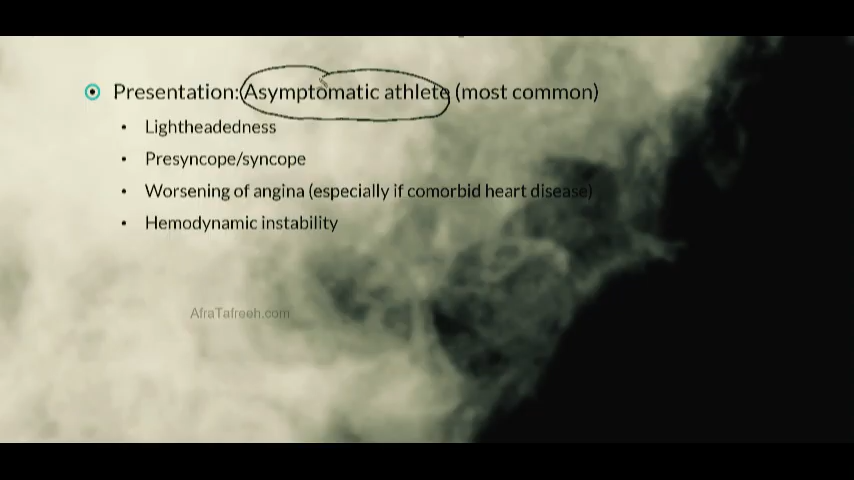 Presentation: Asymptomatic athlete (most common)
• Lightheadedness
• Presyncope/syncope
• Worsening of angina (especially if comorbid heart disease)
• Hemodynamic instability
AfraTafreeh.com